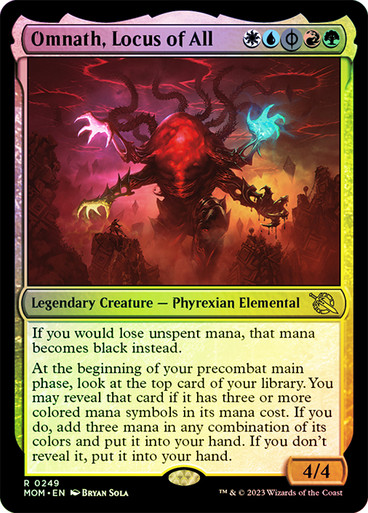 Omnath, Locus of All
Legendary Creature — Phyrexian Elemental
If you would lose unspent mana, that mana
becomes black instead.
At the beginning of your precombat main
phase, look at the top card of your library. You
may reveal that card if it has three or more
colored mana symbols in its mana cost. If you
do, add three mana in any combination of its
colors and put it into your hand. If you don't
reveal it, put it into your hand.
4/4
R 0249
MOM • EN Bryan Sola
™ & © 2023 Wizards of the Coast